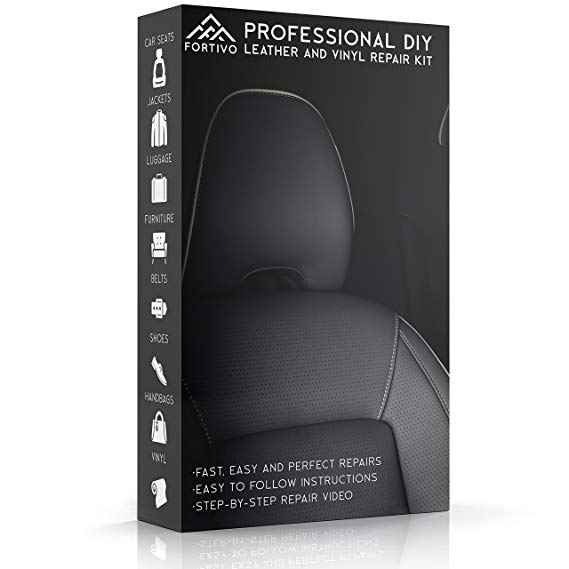 PROFESSIONAL DIY
FORTIVO LEATHER AND VINYL REPAIR KIT
CAR SEATS
JACKETS
LUGGAGE
FURNITURE
BELTS
SHOES
HANDBAGS
VINYL
·FAST, EASY AND PERFECT REPAIRS
·EASY TO FOLLOW INSTRUCTIONS
·STEP-BY-STEP REPAIR VIDEO